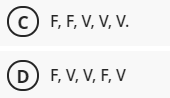 C F, F, V, V, V.
D F, V, V, F, V